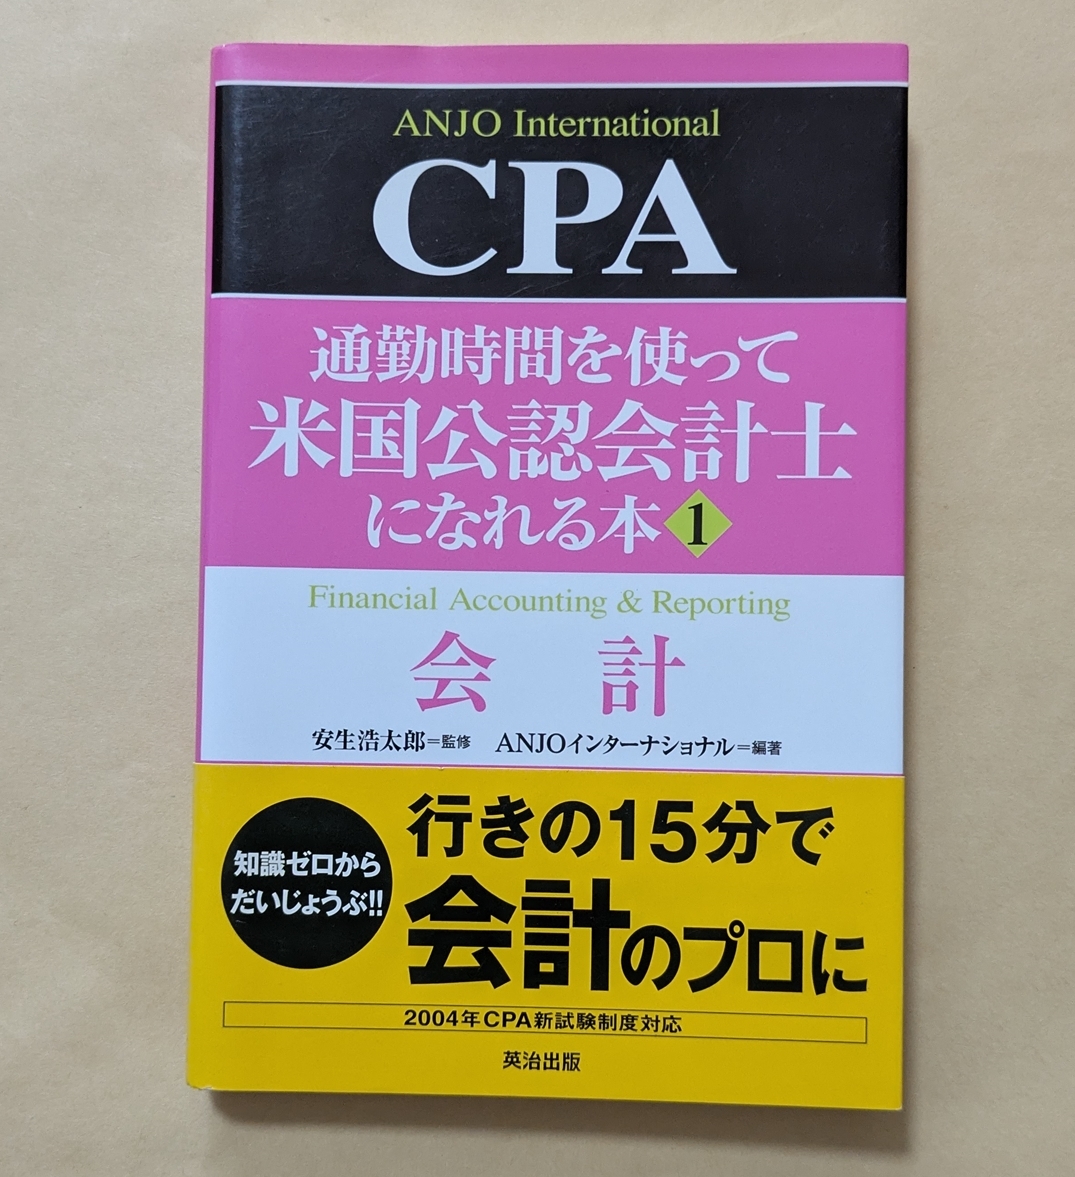 ANJO International
CPA
通勤時間を使って
米国公認会計士
になれる本 1
Financial Accounting & Reporting
会計
安生浩太郎=監修 ANJOインターナショナル=編著
知識ゼロから
だいじょうぶ!!
行きの15分で
会計のプロに
2004年CPA新試験制度対応
英治出版